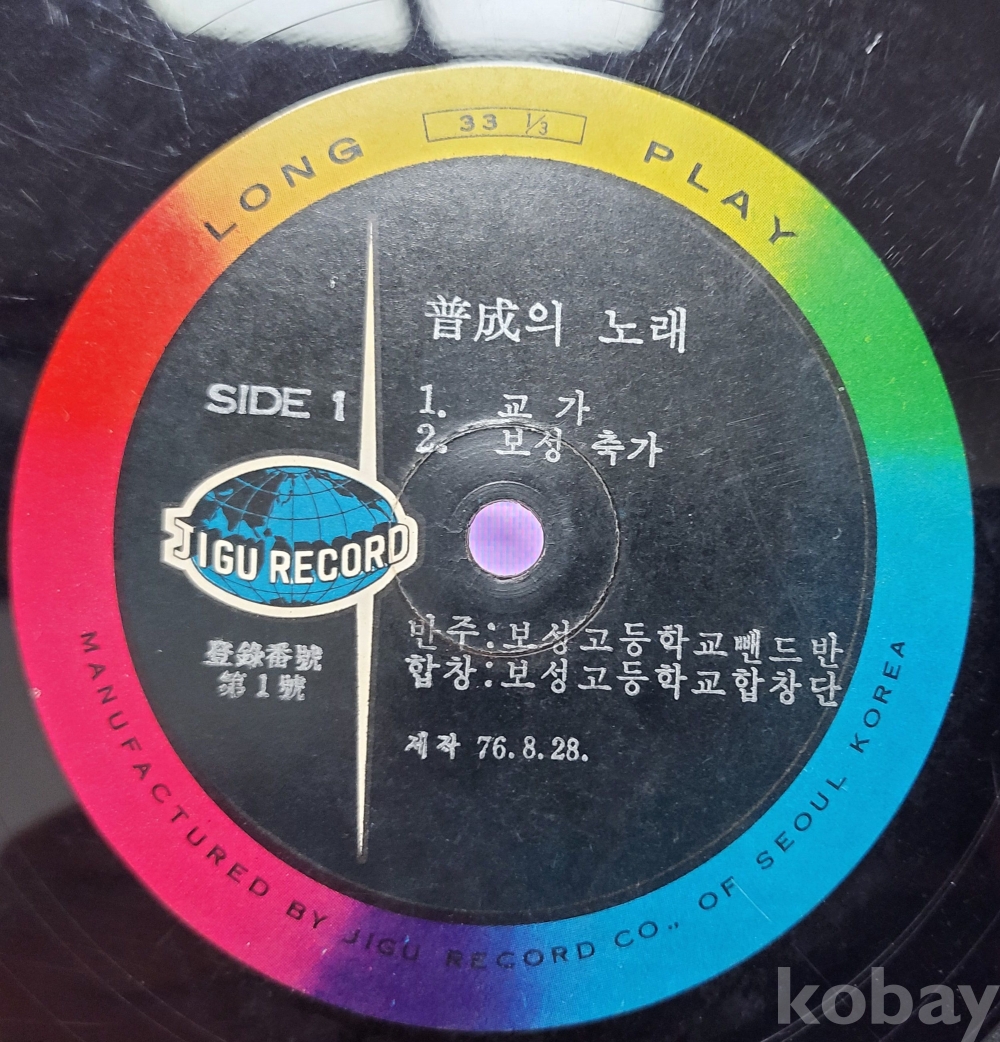 LONG 33 1/3 PLAY
普成의 노래
SIDE 1
1. 교 가
2. 보성 축가
JIGU RECORD
登錄番號
第1號
반주:보성고등학교밴드반
합창:보성고등학교합창단
제작 76.8.28.
MANUFACTURED BY JIGU RECORD CO., OF SEOUL KOREA
kobay